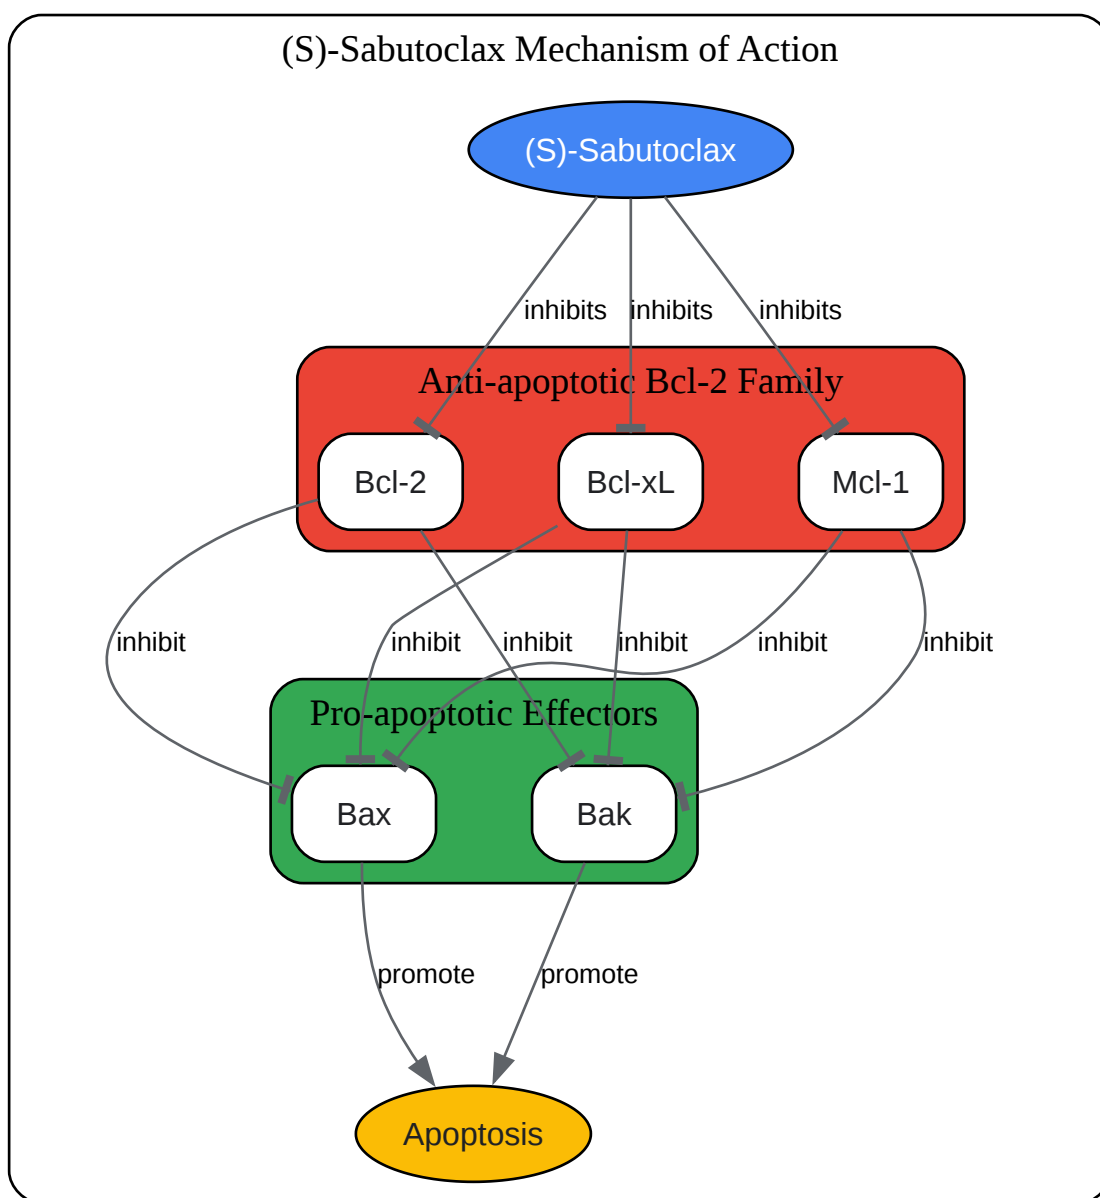 (S)-Sabutoclax Mechanism of Action
(S)-Sabutoclax
inhibits
inhibits
inhibits
Anti-apoptotic Bcl-2 Family
Bcl-2
Bcl-xL
Mcl-1
inhibit
inhibit
inhibit
inhibit
inhibit
inhibit
Pro-apoptotic Effectors
Bax
Bak
promote
promote
Apoptosis